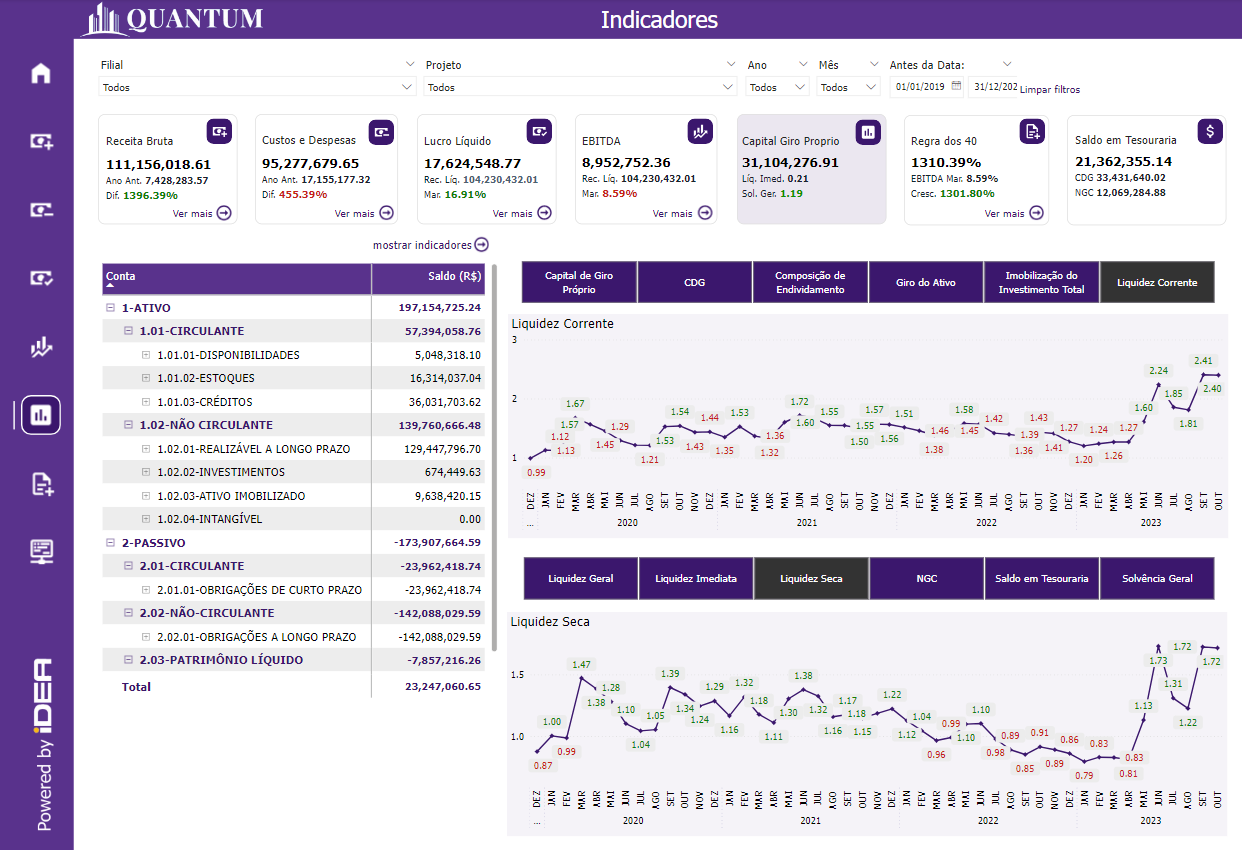 QUANTUM
Indicadores
Filial
Projeto
Ano
Mês
Antes da Data:
Todos
Todos
Todos
Todos
01/01/2019
31/12/202
Limpar filtros
Receita Bruta
111,156,018.61
Ano Ant. 7,428,283.57
Dif. 1396.39%
Ver mais
Custos e Despesas
95,277,679.65
Ano Ant. 17,155,177.32
Dif. 455.39%
Ver mais
Lucro Líquido
17,624,548.77
Rec. Líq. 104,230,432.01
Mar. 16.91%
Ver mais
EBITDA
8,952,752.36
Rec. Líq. 104,230,432.01
Mar. 8.59%
Ver mais
Capital Giro Proprio
31,104,276.91
Líq. Imed. 0.21
Sol. Ger. 1.19
Regra dos 40
1310.39%
EBITDA Mar. 8.59%
Cresc. 1301.80%
Ver mais
Saldo em Tesouraria
21,362,355.14
CDG 33,431,640.02
NGC 12,069,284.88
mostrar indicadores
Conta Saldo (R$)
1-ATIVO 197,154,725.24
1.01-CIRCULANTE 57,394,058.76
1.01.01-DISPONIBILIDADES 5,048,318.10
1.01.02-ESTOQUES 16,314,037.04
1.01.03-CRÉDITOS 36,031,703.62
1.02-NÃO CIRCULANTE 139,760,666.48
1.02.01-REALIZÁVEL A LONGO PRAZO 129,447,796.70
1.02.02-INVESTIMENTOS 674,449.63
1.02.03-ATIVO IMOBILIZADO 9,638,420.15
1.02.04-INTANGÍVEL 0.00
2-PASSIVO -173,907,664.59
2.01-CIRCULANTE -23,962,418.74
2.01.01-OBRIGAÇÕES DE CURTO PRAZO -23,962,418.74
2.02-NÃO-CIRCULANTE -142,088,029.59
2.02.01-OBRIGAÇÕES A LONGO PRAZO -142,088,029.59
2.03-PATRIMÔNIO LÍQUIDO -7,857,216.26
Total 23,247,060.65
Capital de Giro
Próprio
CDG
Composição de
Endividamento
Giro do Ativo
Imobilização do
Investimento Total
Liquidez Corrente
Liquidez Corrente
3
2
1
0.99 1.12 1.13 1.57 1.67 1.45 1.29 1.21 1.53 1.54 1.43 1.44 1.35 1.53 1.32 1.36 1.72 1.60 1.55 1.50 1.55 1.57 1.56 1.51 1.38 1.46 1.58 1.45 1.42 1.36 1.39 1.43 1.41 1.27 1.20 1.24 1.26 1.27 1.60 2.24 1.85 1.81 2.41 2.40
DEZ JAN FEV MAR ABR MAI JUN JUL AGO SET OUT NOV DEZ JAN FEV MAR ABR MAI JUN JUL AGO SET OUT NOV DEZ JAN FEV MAR ABR MAI JUN JUL AGO SET OUT NOV DEZ JAN FEV MAR ABR MAI JUN JUL AGO SET OUT
... 2020 2021 2022 2023
Liquidez Geral
Liquidez Imediata
Liquidez Seca
NGC
Saldo em Tesouraria
Solvência Geral
Liquidez Seca
1.5
1.0
0.87 1.00 0.99 1.47 1.38 1.28 1.10 1.04 1.05 1.39 1.34 1.24 1.29 1.16 1.32 1.18 1.11 1.30 1.38 1.32 1.16 1.17 1.18 1.15 1.22 1.12 1.04 0.96 0.99 1.10 1.10 0.98 0.89 0.85 0.91 0.89 0.86 0.79 0.83 0.81 0.83 1.13 1.73 1.31 1.22 1.72 1.72
DEZ JAN FEV MAR ABR MAI JUN JUL AGO SET OUT NOV DEZ JAN FEV MAR ABR MAI JUN JUL AGO SET OUT NOV DEZ JAN FEV MAR ABR MAI JUN JUL AGO SET OUT NOV DEZ JAN FEV MAR ABR MAI JUN JUL AGO SET OUT
... 2020 2021 2022 2023
Powered by iDEA